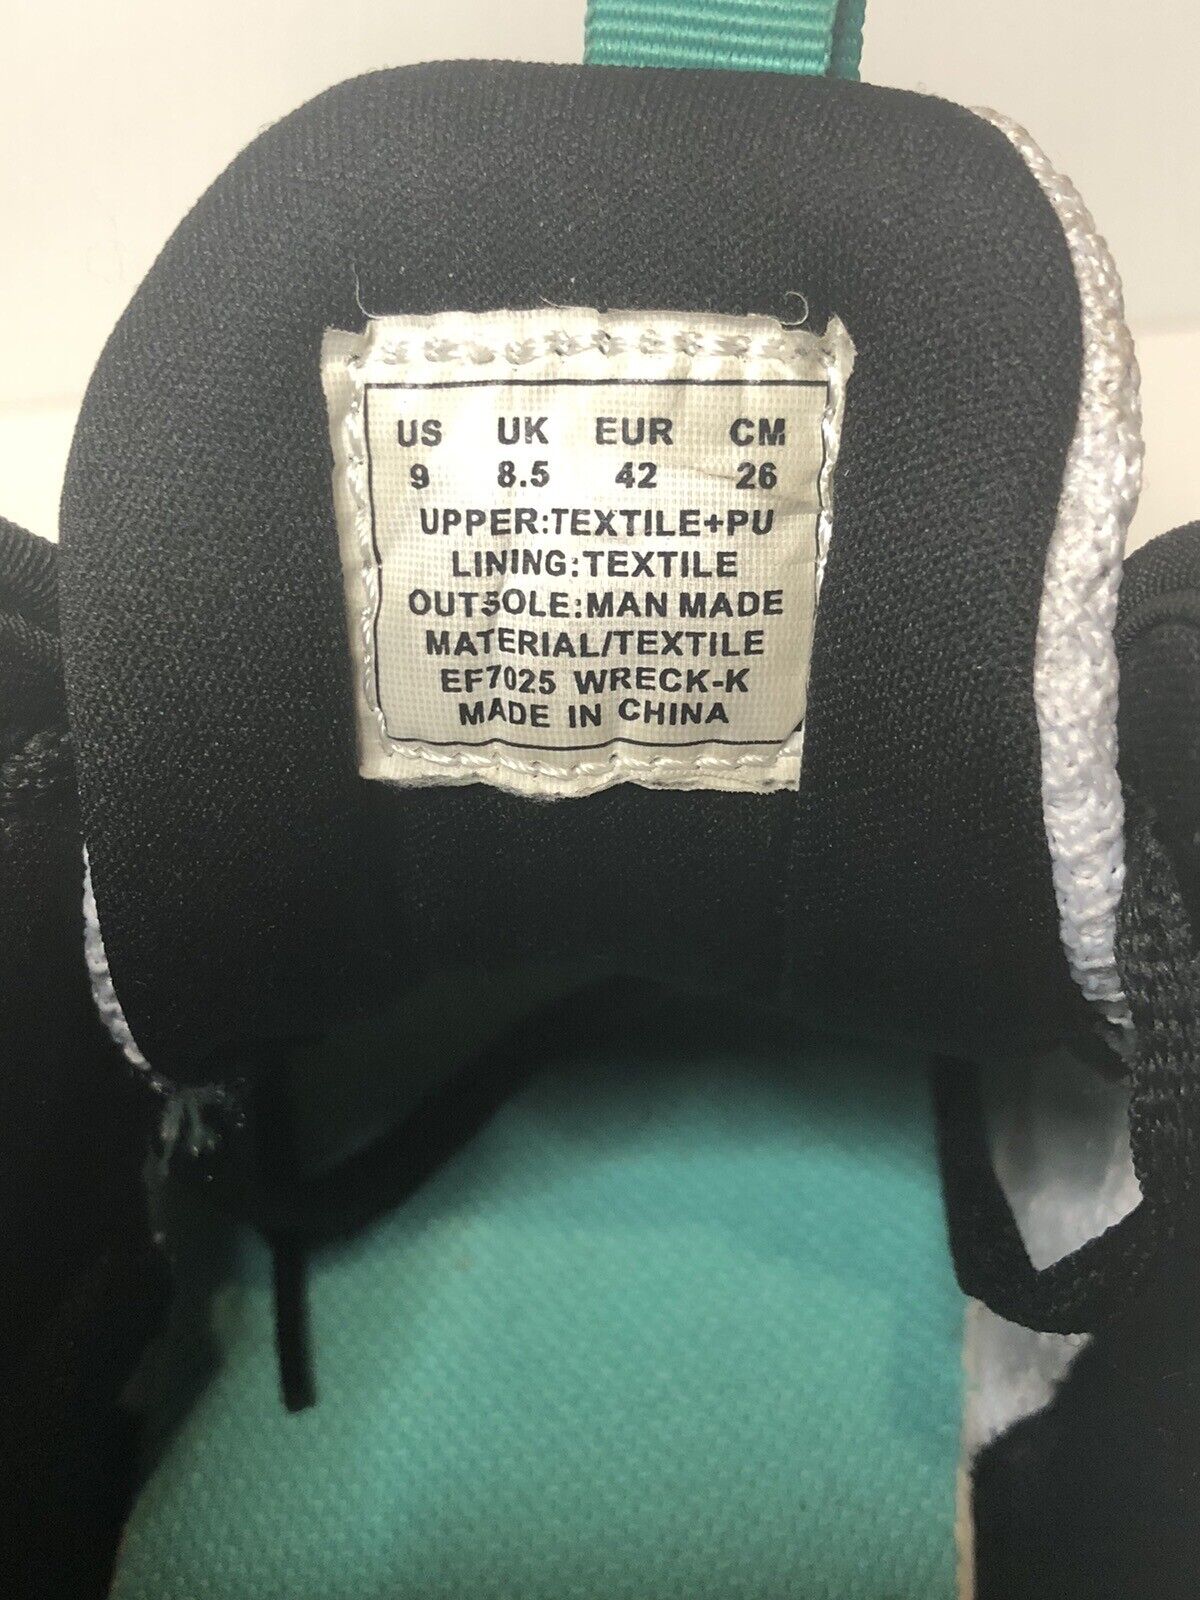 US UK EUR CM
9 8.5 42 26
UPPER:TEXTILE+PU
LINING:TEXTILE
OUTSOLE:MAN MADE
MATERIAL/TEXTILE
EF7025 WRECK-K
MADE IN CHINA